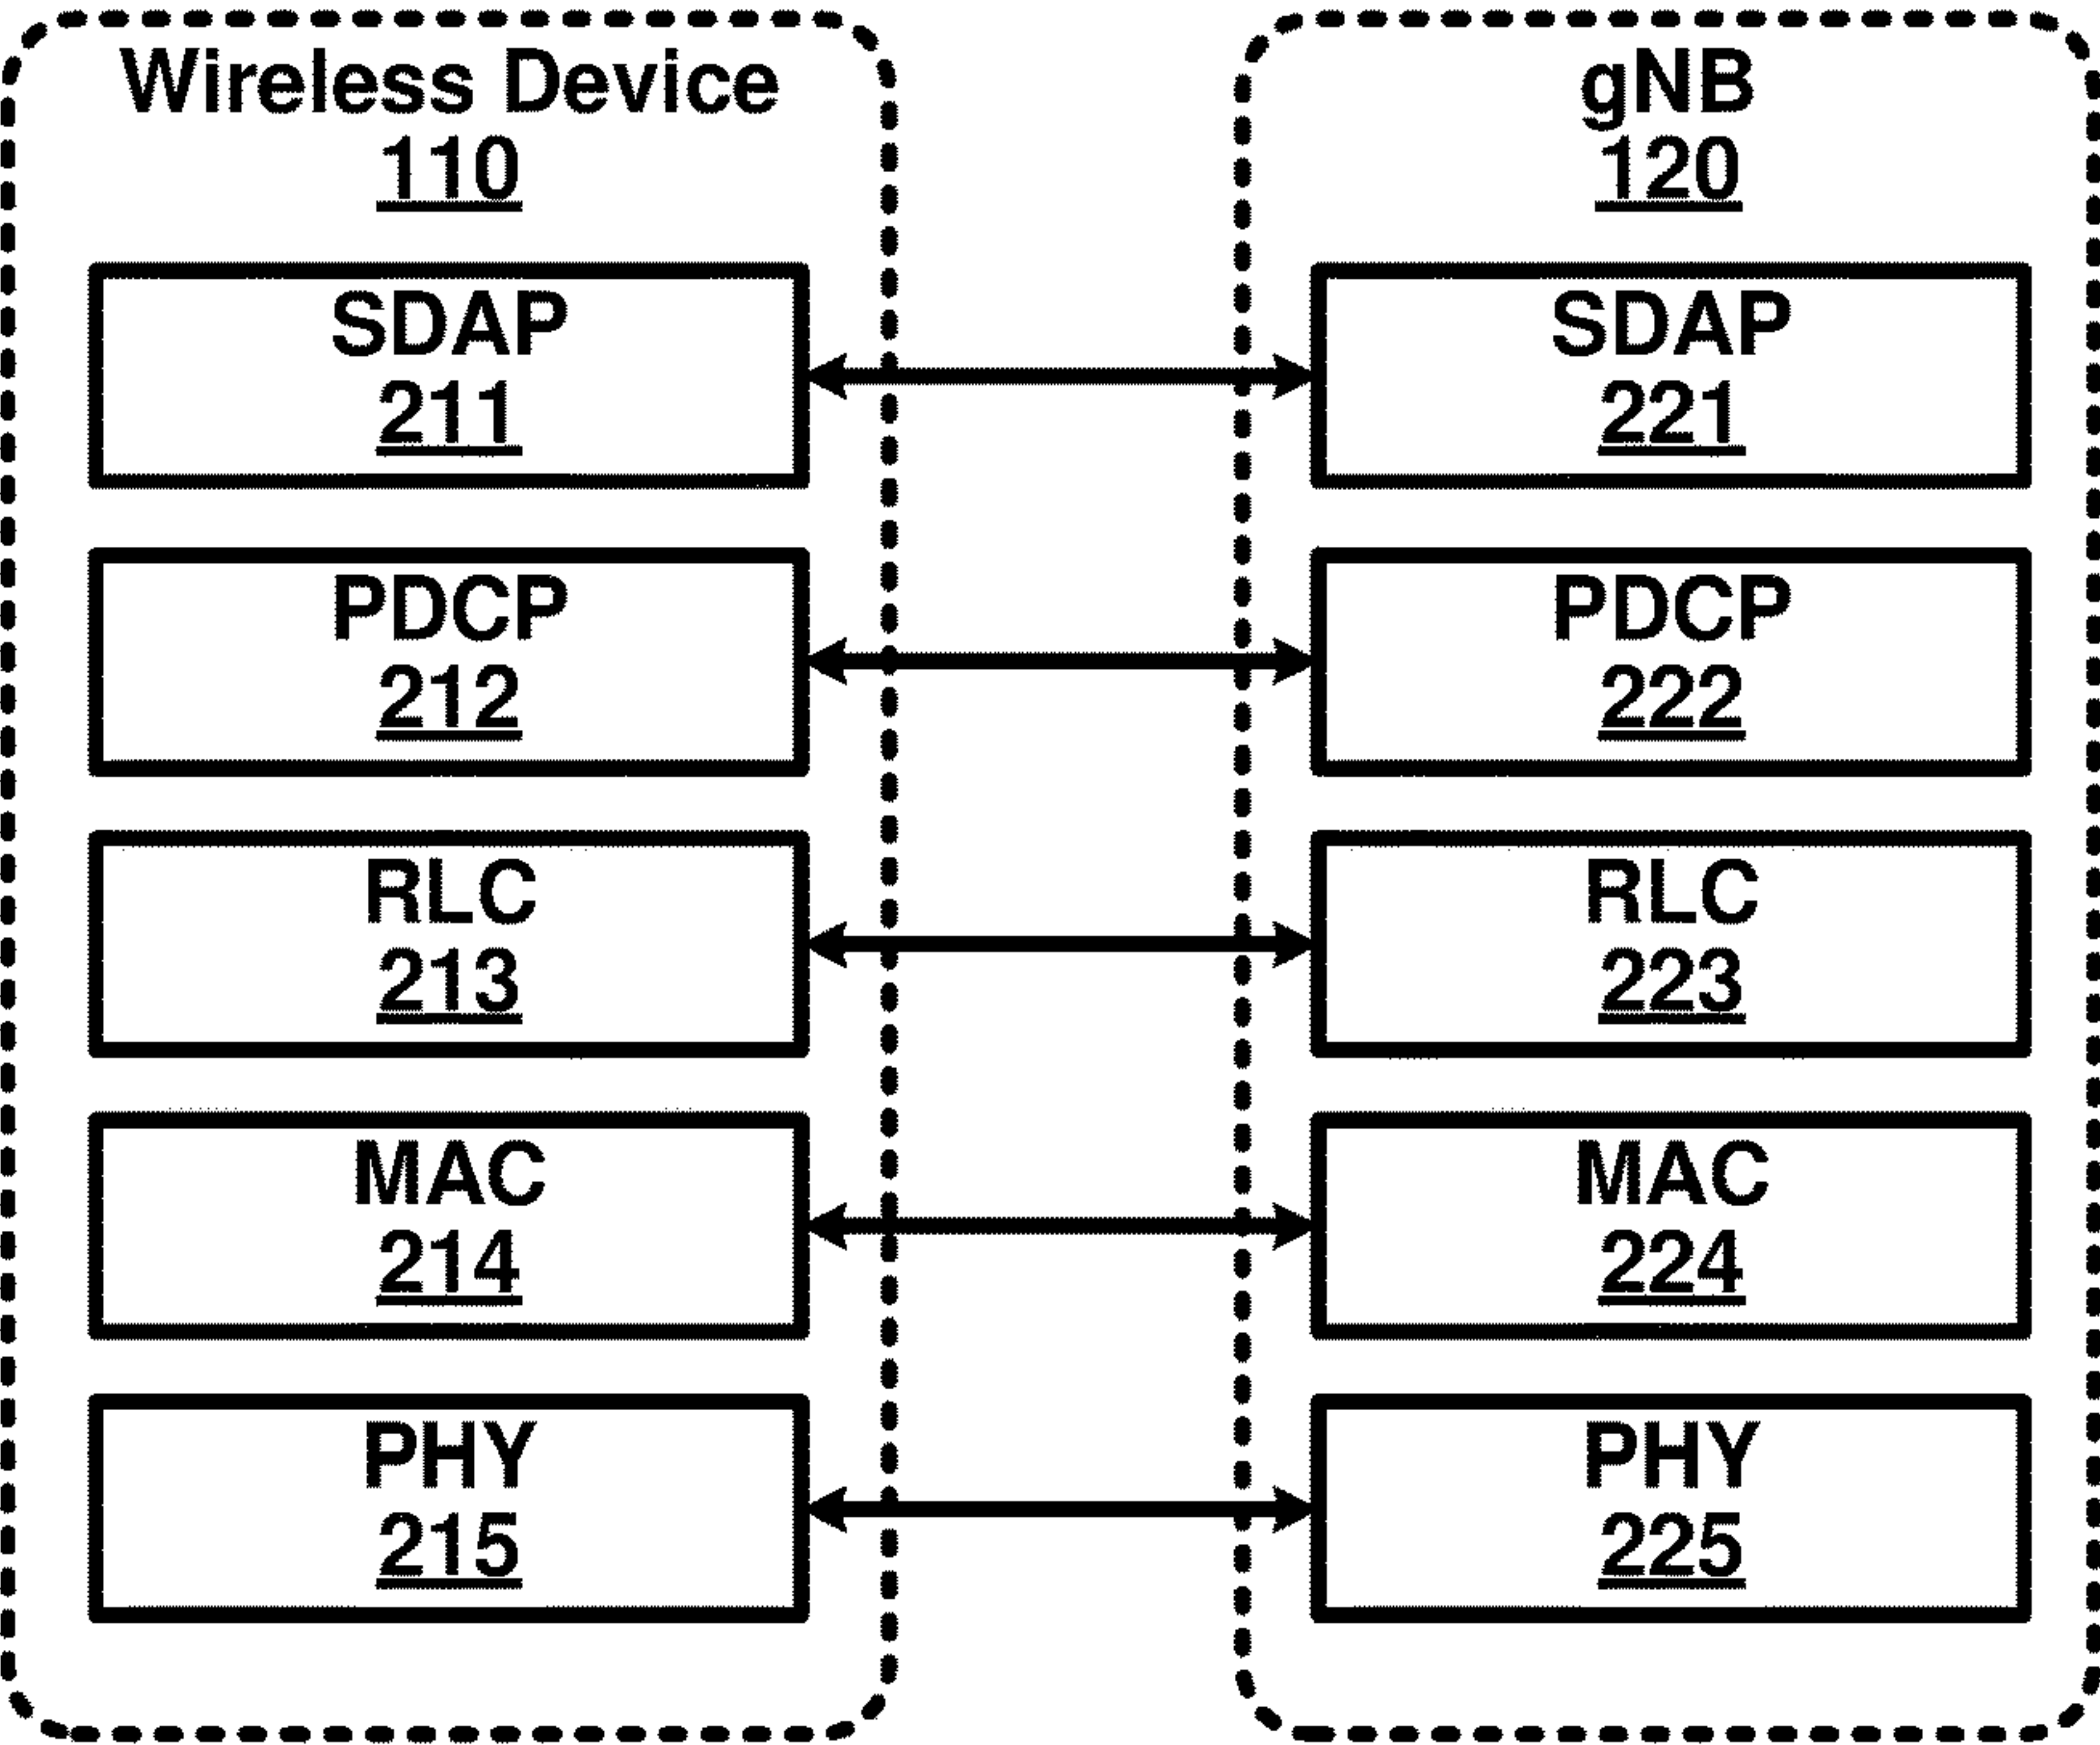 Wireless Device
110
SDAP
211
PDCP
212
RLC
213
MAC
214
PHY
215
gNB
120
SDAP
221
PDCP
222
RLC
223
MAC
224
PHY
225